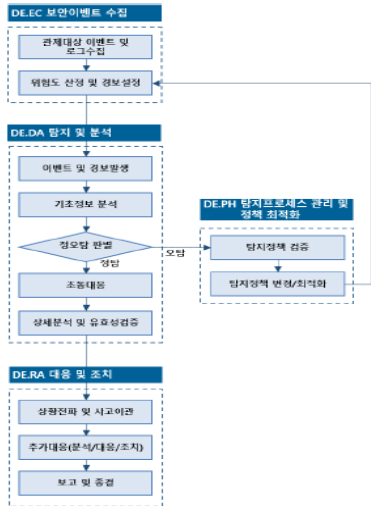 DE.EC 보안이벤트 수집
관제대상 이벤트 및
로그수집
위험도 산정 및 경보설정
DE.DA 탐지 및 분석
이벤트 및 경보발생
기초정보 분석
정오탐 판별
오탐
정탐
초동대응
상세분석 및 유효성검증
DE.PH 탐지프로세스 관리 및
정책 최적화
탐지정책 검증
탐지정책 변경/최적화
DE.RA 대응 및 조치
상황전파 및 사고이관
추가대응(분석/대응/조치)
보고 및 종결